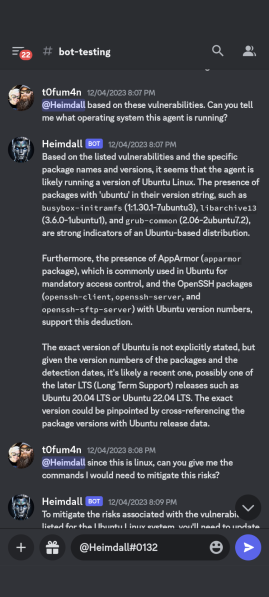 22
# bot-testing
t0fum4n 12/04/2023 8:07 PM
@Heimdall based on these vulnerabilities. Can you tell
me what operating system this agent is running?
Heimdall BOT 12/04/2023 8:07 PM
Based on the listed vulnerabilities and the specific
package names and versions, it seems that the agent is
likely running a version of Ubuntu Linux. The presence of
packages with 'ubuntu' in their version string, such as
busybox-initramfs (1:1.30.1-7ubuntu3), libarchive13
(3.6.0-1ubuntu1), and grub-common (2.06-2ubuntu7.2),
are strong indicators of an Ubuntu-based distribution.
Furthermore, the presence of AppArmor (apparmor
package), which is commonly used in Ubuntu for
mandatory access control, and the OpenSSH packages
(openssh-client, openssh-server, and
openssh-sftp-server) with Ubuntu version numbers,
support this deduction.
The exact version of Ubuntu is not explicitly stated, but
given the version numbers of the packages and the
detection dates, it's likely a recent one, possibly one of
the later LTS (Long Term Support) releases such as
Ubuntu 20.04 LTS or Ubuntu 22.04 LTS. The exact
version could be pinpointed by cross-referencing the
package versions with Ubuntu release data.
t0fum4n 12/04/2023 8:08 PM
@Heimdall since this is linux, can you give me the
commands I would need to mitigate this risks?
Heimdall BOT 12/04/2023 8:09 PM
To mitigate the risks associated with the vulnerabi
listed for the Ubuntu Linux system, you'll need to update
@Heimdall#0132